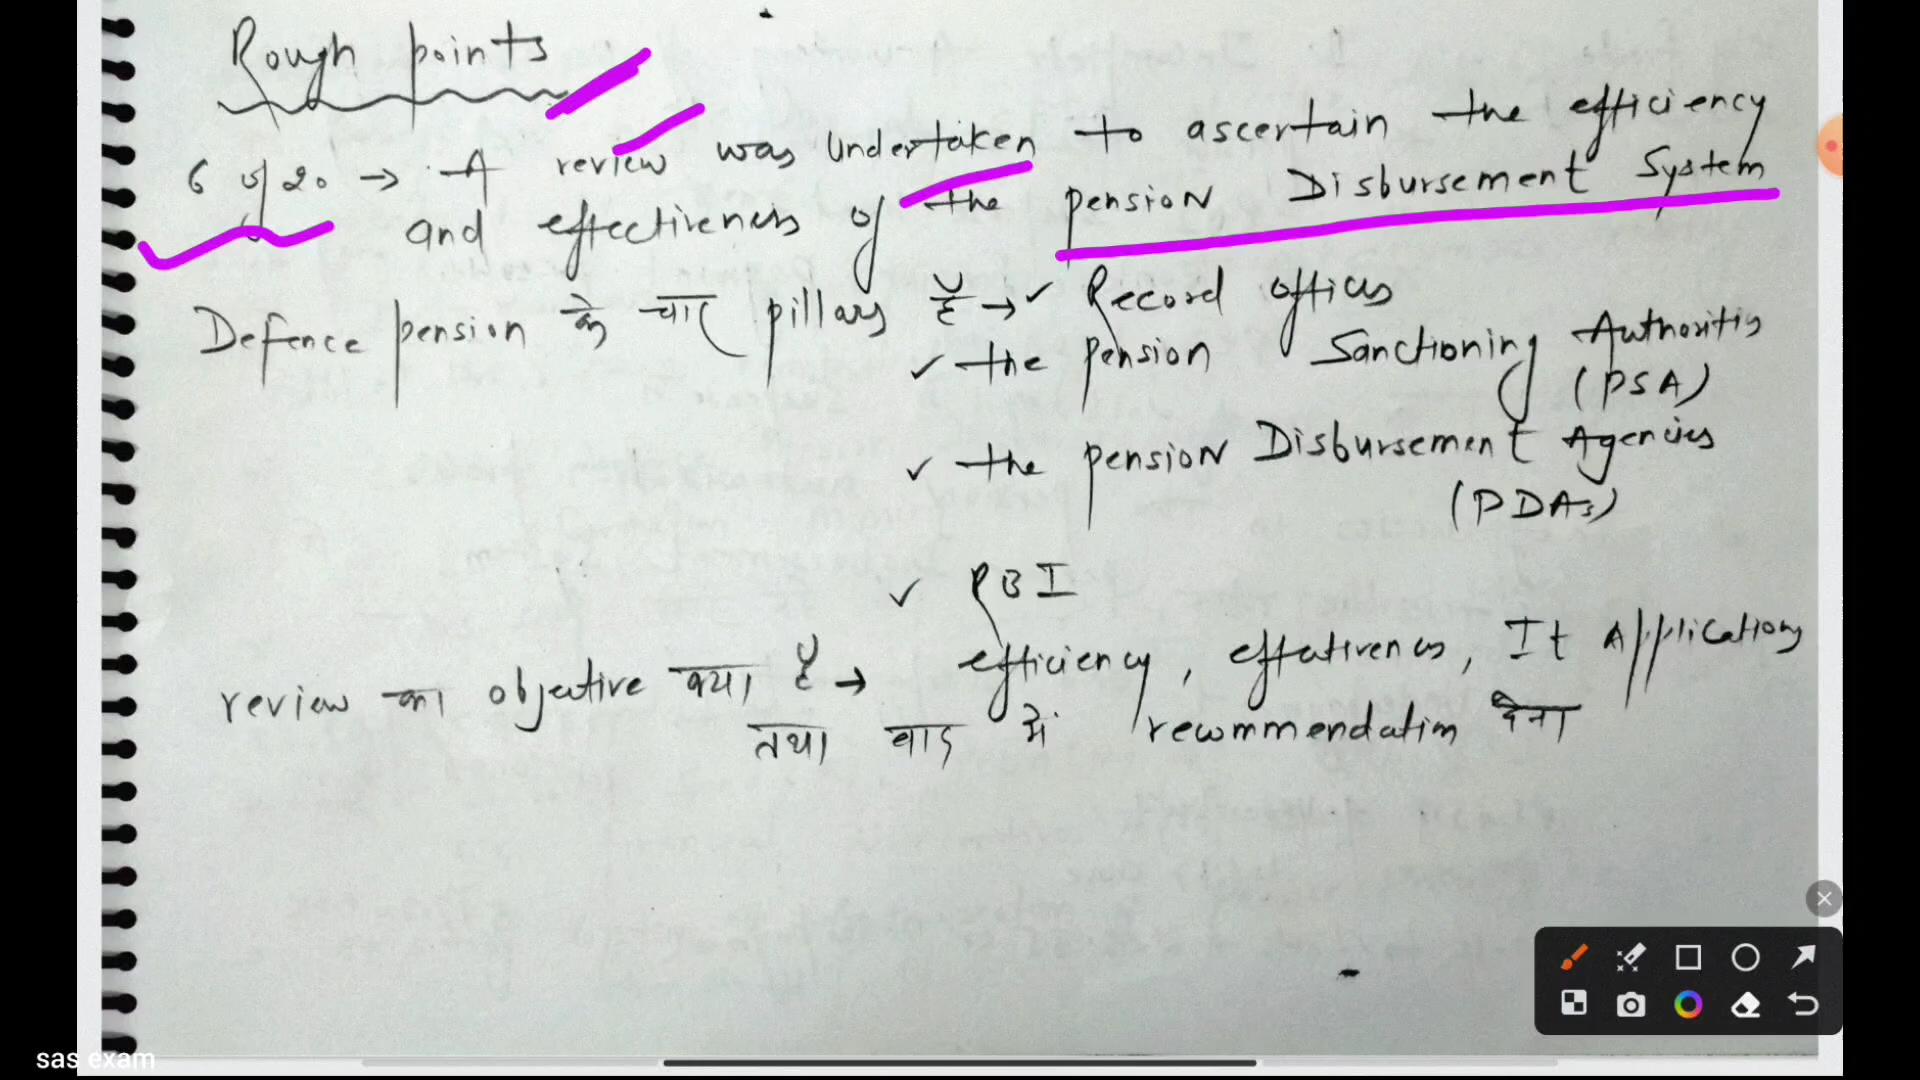 Rough points
6 of 20 → A review was undertaken to ascertain the efficiency
and effectiveness of the pension Disbursement System
Defence pension के चार pillars है → ✓ Record offices
✓ the pension Sanctioning Authorities
(PSA)
✓ the pension Disbursement Agencies
(PDAs)
✓ RBI
review का objective क्या है → efficiency, effectiveness, It Applications
तथा बाद में recommendation देना
sas exam